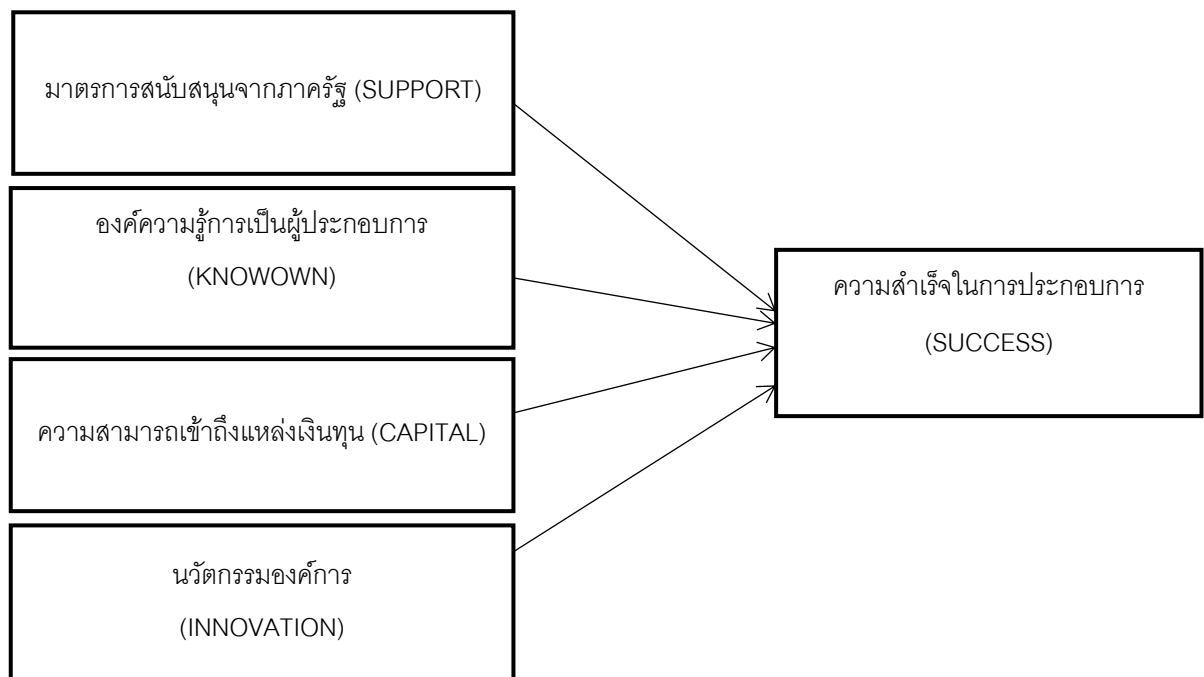 มาตรการสนับสนุนจากภาครัฐ (SUPPORT)
องค์ความรู้การเป็นผู้ประกอบการ
(KNOWOWN)
ความสามารถเข้าถึงแหล่งเงินทุน (CAPITAL)
นวัตกรรมองค์การ
(INNOVATION)
ความสำเร็จในการประกอบการ
(SUCCESS)